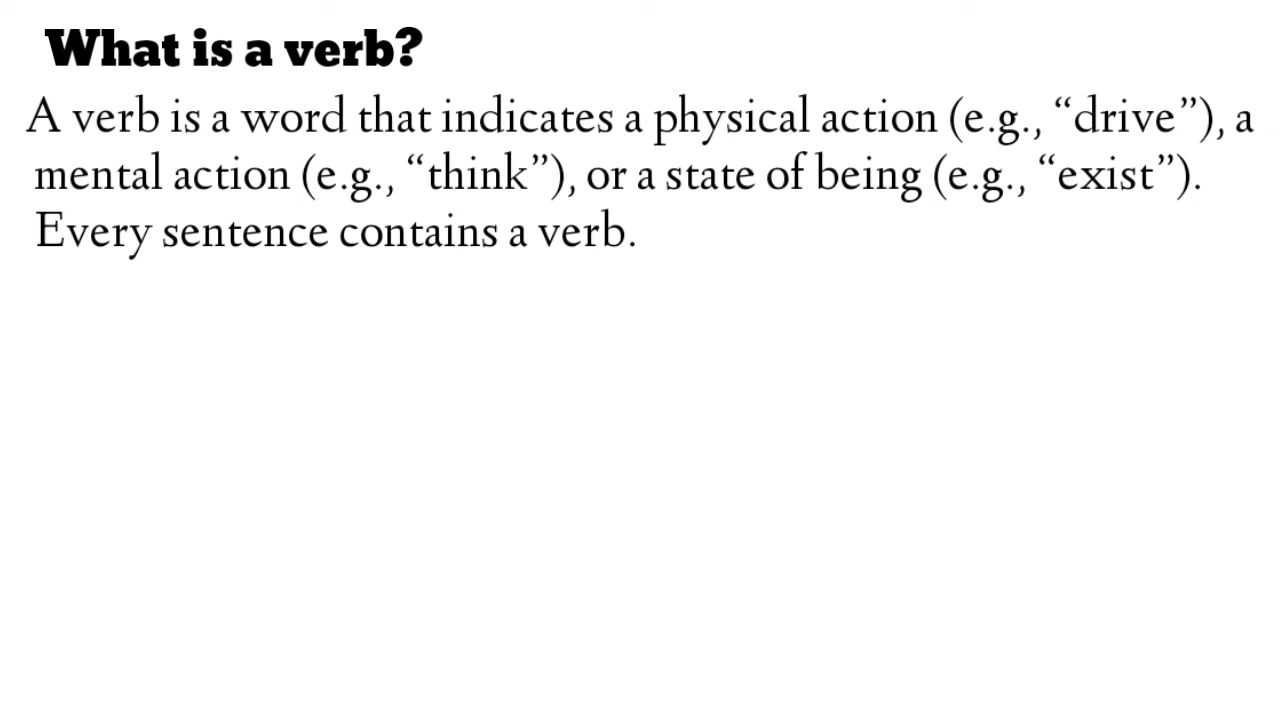 What is a verb?
A verb is a word that indicates a physical action (e.g., “drive”), a
mental action (e.g., “think”), or a state of being (e.g., “exist”).
Every sentence contains a verb.